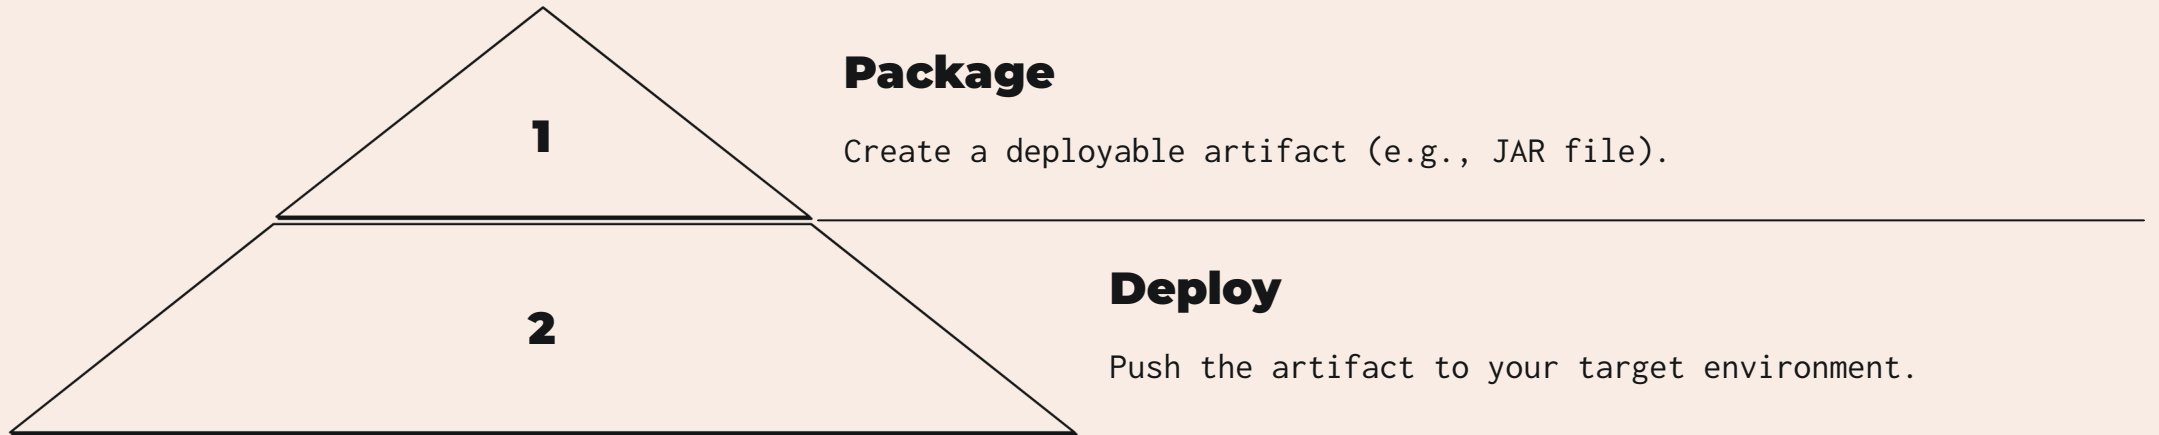 1
Package
Create a deployable artifact (e.g., JAR file).
2
Deploy
Push the artifact to your target environment.